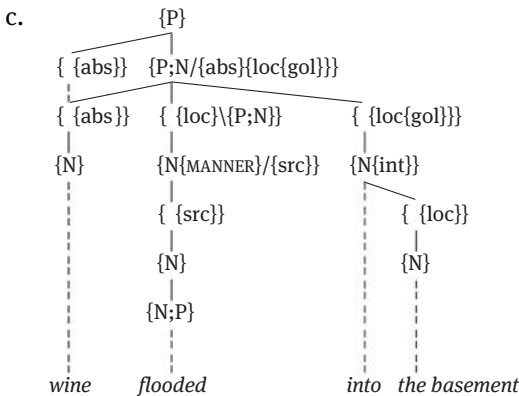 c.
{P}
{ {abs}} {P;N/{abs}{loc{gol}}}
{ {abs}} { {loc}\{P;N}} { {loc{gol}}}
{N} {N{MANNER}/{src}} {N{int}}
{ {src}} { {loc}}
{N} {N}
{N;P}
wine flooded into the basement